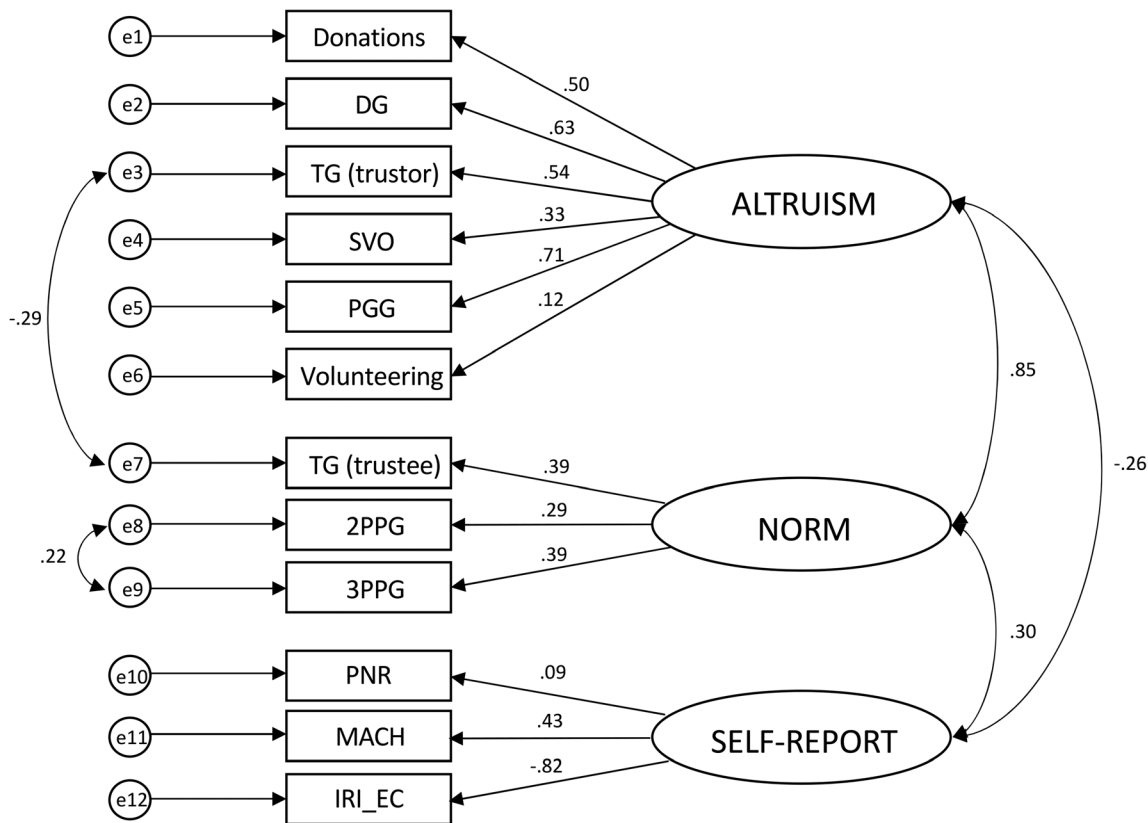 e1
Donations
.50
e2
DG
.63
e3
TG (trustor)
.54
ALTRUISM
e4
SVO
.33
e5
PGG
.71
-.29
e6
Volunteering
.12
.85
e7
TG (trustee)
.39
-.26
e8
2PPG
.29
NORM
.22
e9
3PPG
.39
.30
e10
PNR
.09
e11
MACH
.43
SELF-REPORT
e12
IRI_EC
-.82